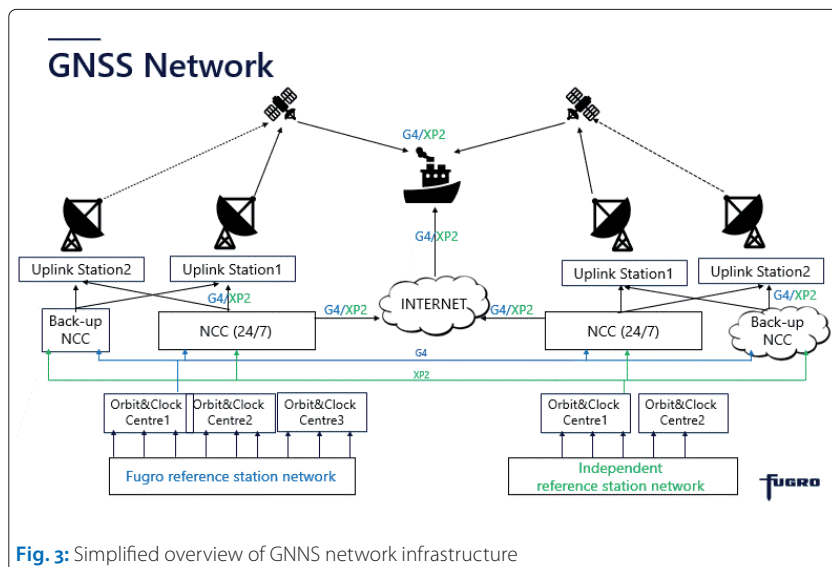 GNSS Network
G4/XP2
G4/XP2
Uplink Station2
Uplink Station1
Uplink Station1
Uplink Station2
G4/XP2
G4/XP2
INTERNET
G4/XP2
G4/XP2
Back-up
NCC
NCC (24/7)
NCC (24/7)
Back-up
NCC
G4
XP2
Orbit&Clock
Centre1
Orbit&Clock
Centre2
Orbit&Clock
Centre3
Orbit&Clock
Centre1
Orbit&Clock
Centre2
Fugro reference station network
Independent
reference station network
FUGRO
Fig. 3: Simplified overview of GNNS network infrastructure